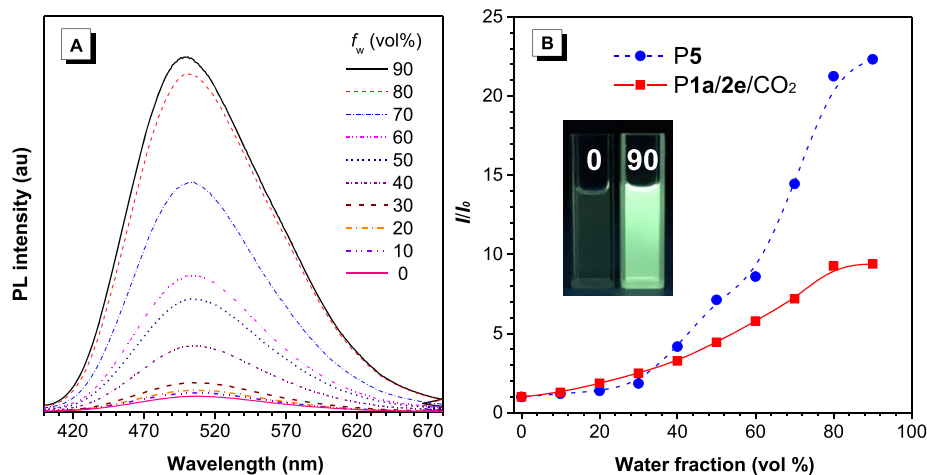 A
f_w (vol%)
90
80
70
60
50
40
30
20
10
0
PL intensity (au)
420 470 520 570 620 670
Wavelength (nm)
B
P5
P1a/2e/CO₂
0 90
I/I₀
25
20
15
10
5
0
0 20 40 60 80 100
Water fraction (vol %)